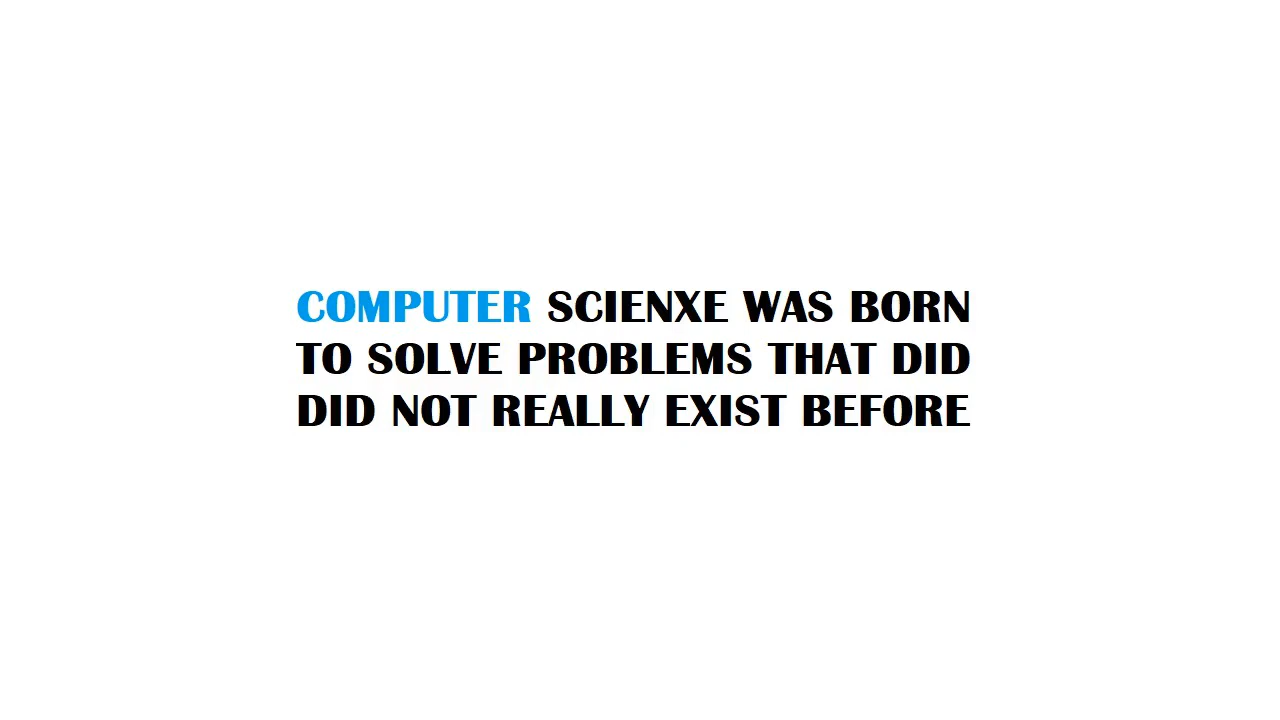 COMPUTER SCIENXE WAS BORN
TO SOLVE PROBLEMS THAT DID
DID NOT REALLY EXIST BEFORE